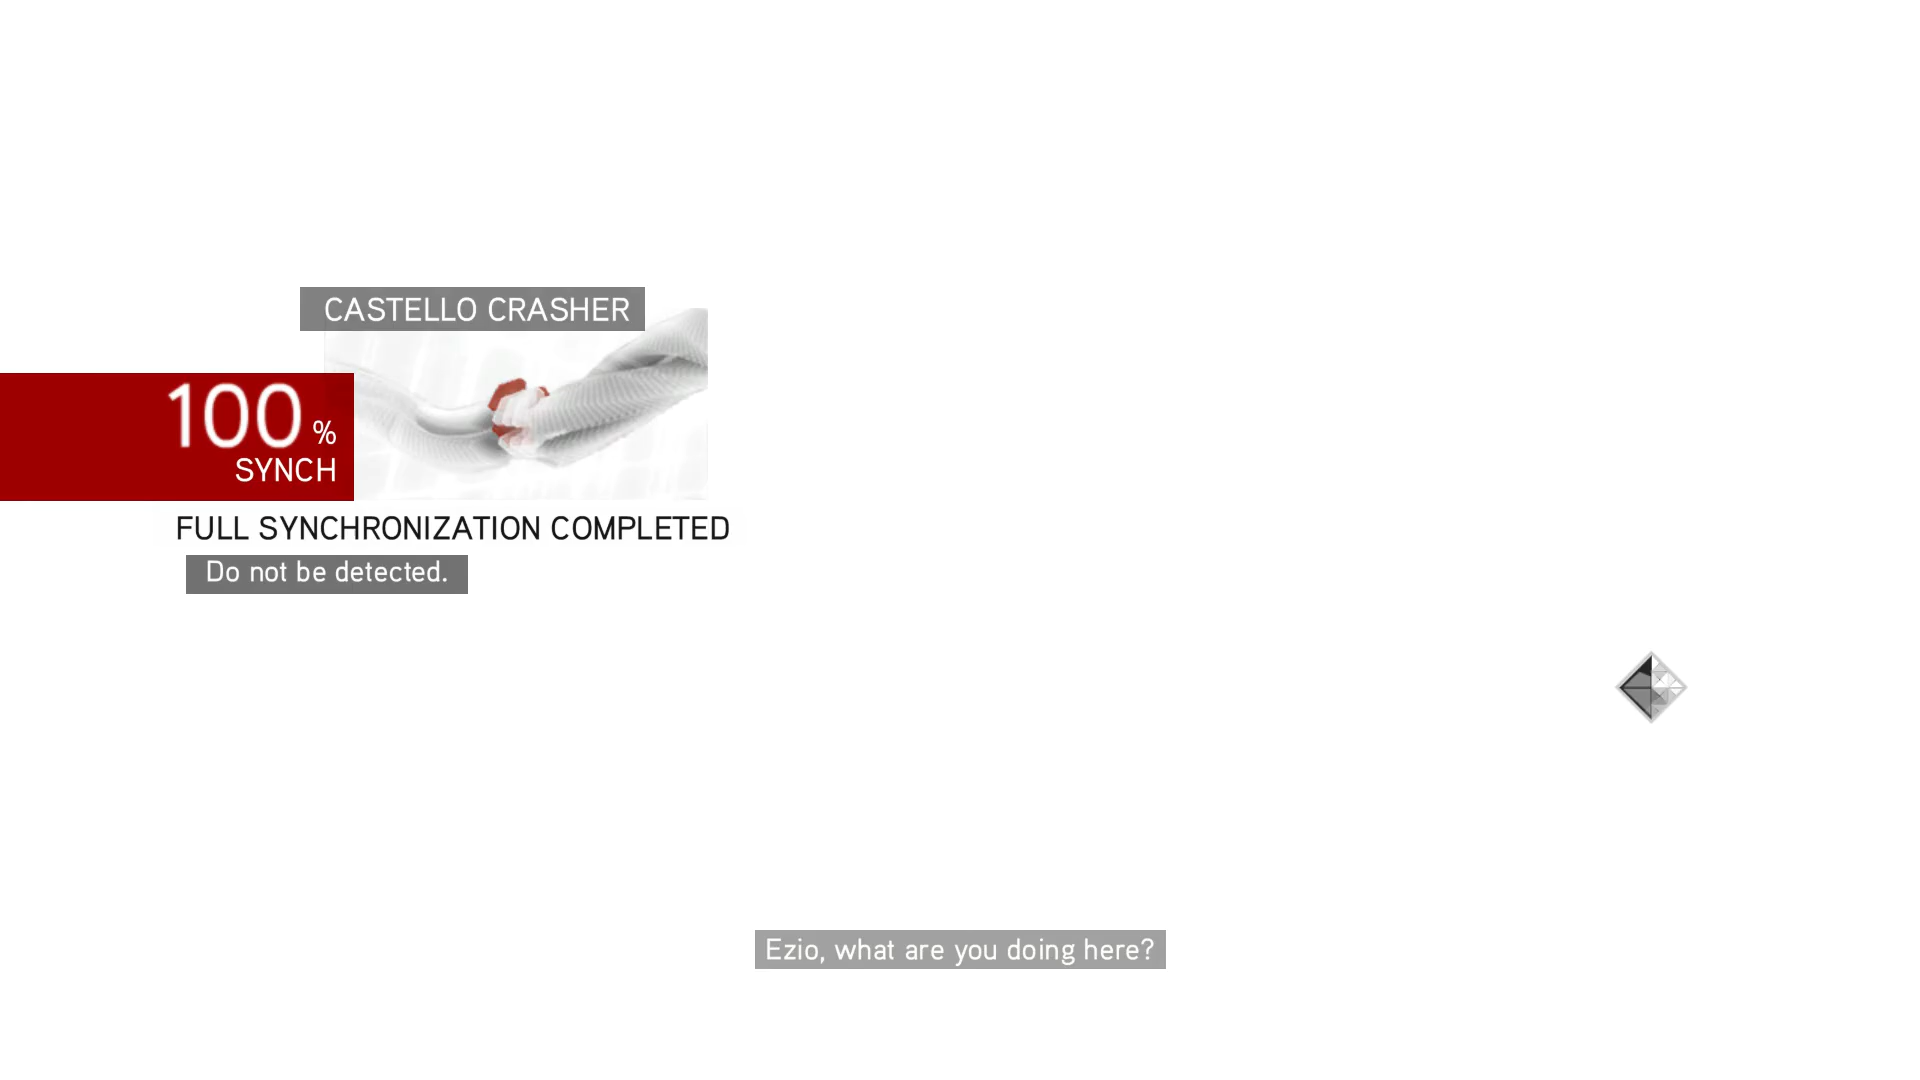 CASTELLO CRASHER
100 %
SYNCH
FULL SYNCHRONIZATION COMPLETED
Do not be detected.
Ezio, what are you doing here?